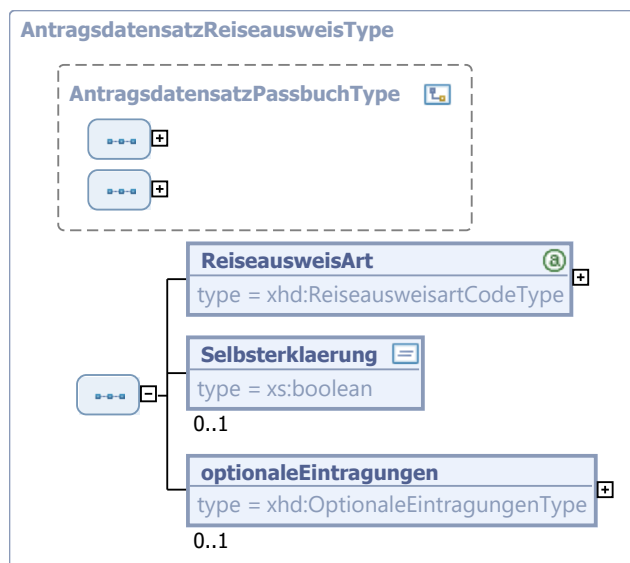 AntragsdatensatzReiseausweisType
AntragsdatensatzPassbuchType
ReiseausweisArt
type = xhd:ReiseausweisartCodeType
Selbsterklaerung
type = xs:boolean
0..1
optionaleEintragungen
type = xhd:OptionaleEintragungenType
0..1